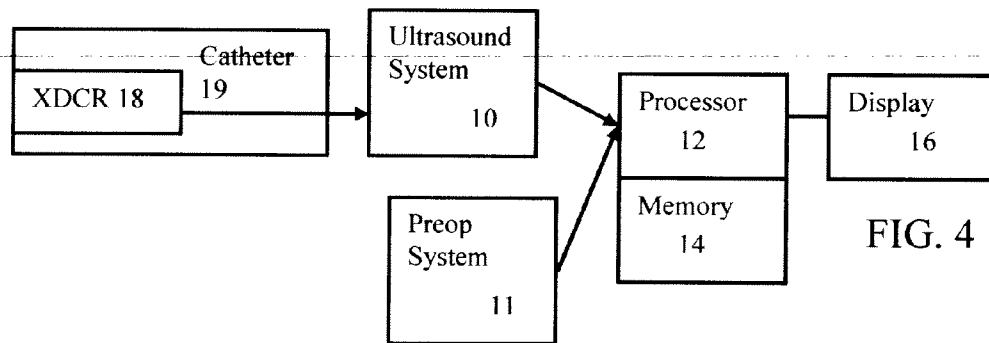 Catheter
19
XDCR 18
Ultrasound
System
10
Preop
System
11
Processor
12
Memory
14
Display
16
FIG. 4